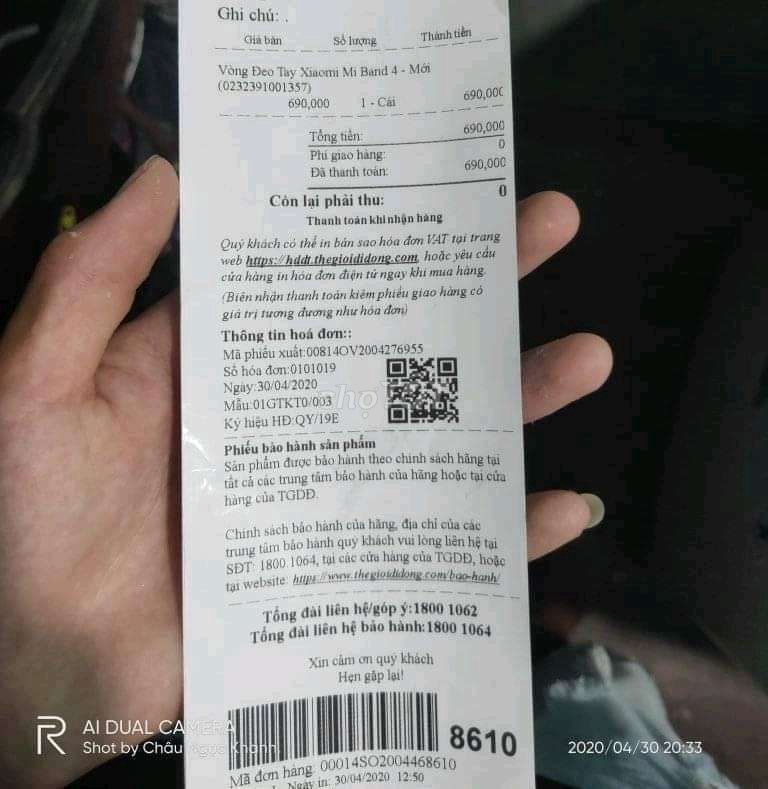 Ghi chú: .
Giá bán Số lượng Thành tiền
Vòng Đeo Tay Xiaomi Mi Band 4 - Mới
(0232391001357)
690,000 1 - Cái 690,000
Tổng tiền: 690,000
Phí giao hàng: 0
Đã thanh toán: 690,000
Còn lại phải thu: 0
Thanh toán khi nhận hàng
Quý khách có thể in bản sao hóa đơn VAT tại trang
web https://hddt.thegioididong.com, hoặc yêu cầu
cửa hàng in hóa đơn điện tử ngay khi mua hàng.
(Biên nhận thanh toán kiêm phiếu giao hàng có
giá trị tương đương như hóa đơn)
Thông tin hoá đơn::
Mã phiếu xuất:00814OV2004276955
Số hóa đơn:0101019
Ngày:30/04/2020
Mẫu:01GTKT0/003
Ký hiệu HĐ:QY/19E
chợ
Phiếu bảo hành sản phẩm
Sản phẩm được bảo hành theo chính sách hãng tại
tất cả các trung tâm bảo hành của hãng hoặc tại cửa
hàng của TGDĐ.
Chính sách bảo hành của hãng, địa chỉ của các
trung tâm bảo hành quý khách vui lòng liên hệ tại
SĐT: 1800.1064, tại các cửa hàng của TGDĐ, hoặc
tại website: https://www.thegioididong.com/bao-hanh/
Tổng đài liên hệ/góp ý:1800 1062
Tổng đài liên hệ bảo hành:1800 1064
Xin cảm ơn quý khách
Hẹn gặp lại!
8610
Mã đơn hàng: 00014SO2004468610
Ngày in: 30/04/2020 12:50
R AI DUAL CAMERA
Shot by Châu Ngọc Khanh
2020/04/30 20:33